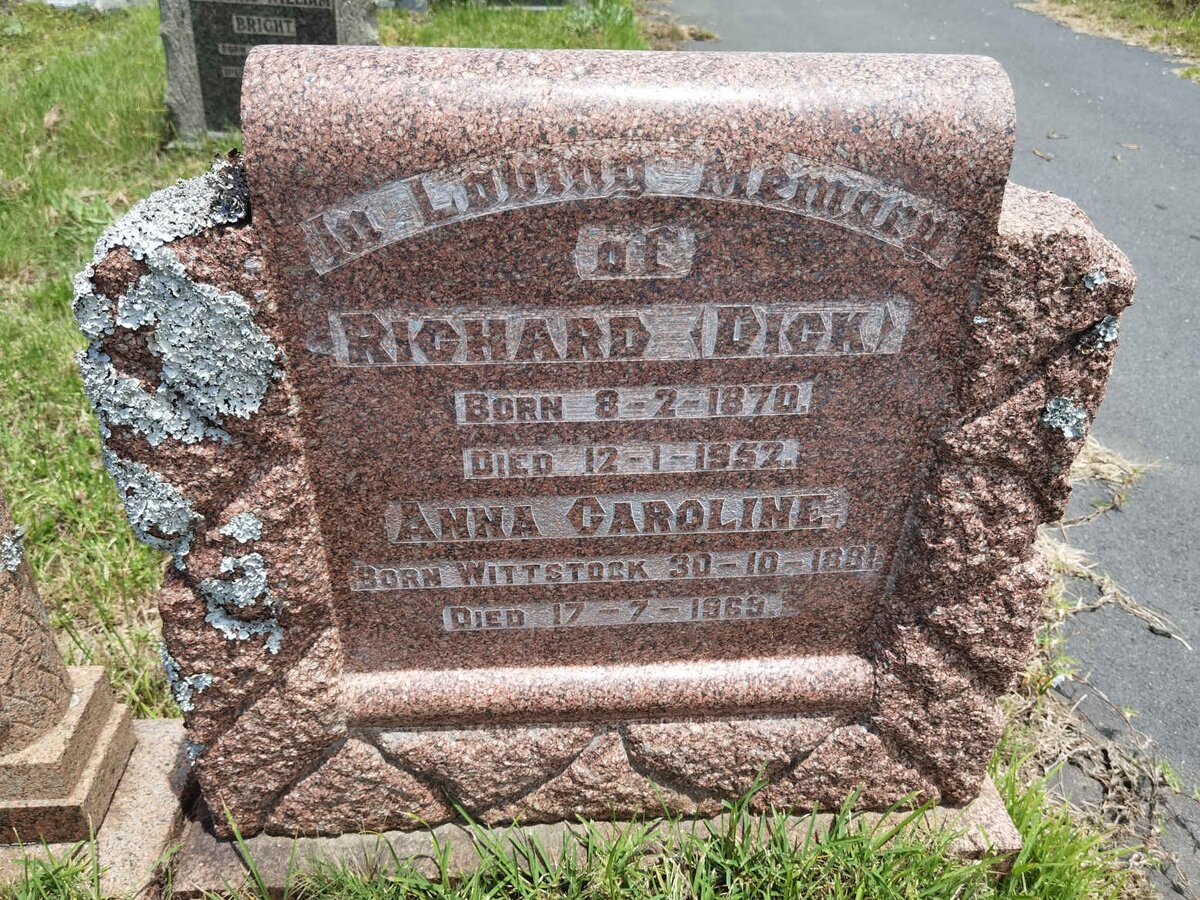 WILLIAM
BRIGHT
In Loving Memory
of
RICHARD (DICK)
BORN 8-2-1870.
DIED 12-1-1952.
ANNA CAROLINE.
BORN WITTSTOCK 30-10-1881.
DIED 17-7-1969.